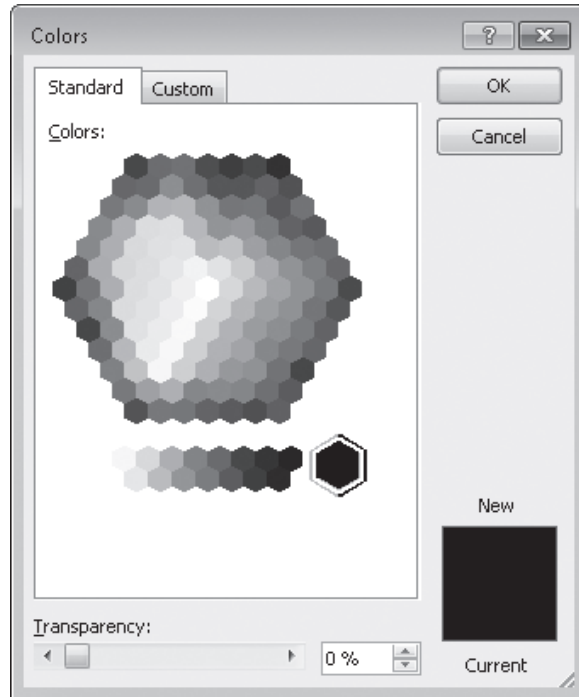 Colors
Standard
Custom
OK
Colors:
Cancel
New
Transparency:
0 %
Current